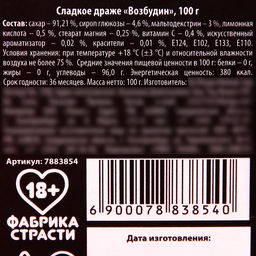 Сладкое драже «Возбудин», 100 г
Состав: сахар – 91,21 %, сироп глюкозы – 4,6 %, мальтодекстрин – 3 %, лимонная
кислота – 0,5 %, стеарат магния – 0,25 %, витамин С – 0,4 %, искусственный
ароматизатор – 0,02 %, красители – 0,01 %, Е124, Е102, Е133, Е110.
Условия хранения: при температуре +18 °С (±3 °С) и относительной влажности
воздуха не более 75 %. Средние значения пищевой ценности в 100 г: белки – 0 г,
жиры – 0 г, углеводы – 96,0 г. Энергетическая ценность: 380 ккал.
Срок годности: 36 месяцев. Масса: 100 г.
Артикул: 7883854
18+
ФАБРИКА
СТРАСТИ
6 900078 838540 >
Дата изготовления: